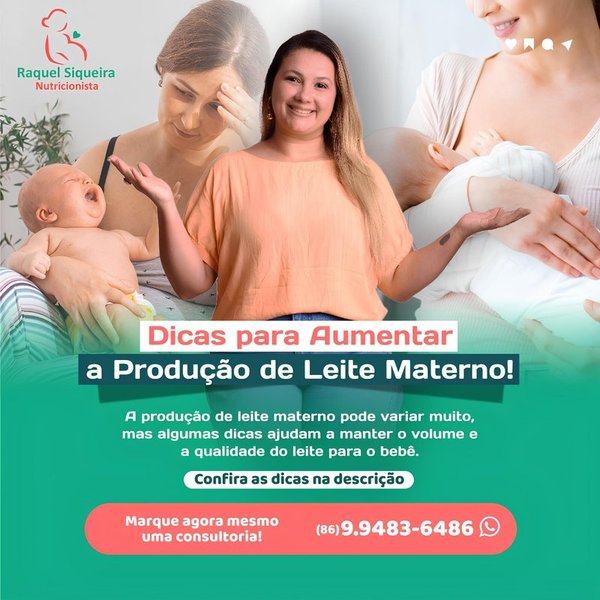 Raquel Siqueira
Nutricionista
Dicas para Aumentar
a Produção de Leite Materno!
A produção de leite materno pode variar muito,
mas algumas dicas ajudam a manter o volume e
a qualidade do leite para o bebê.
Confira as dicas na descrição
Marque agora mesmo
uma consultoria!
(86)9.9483-6486